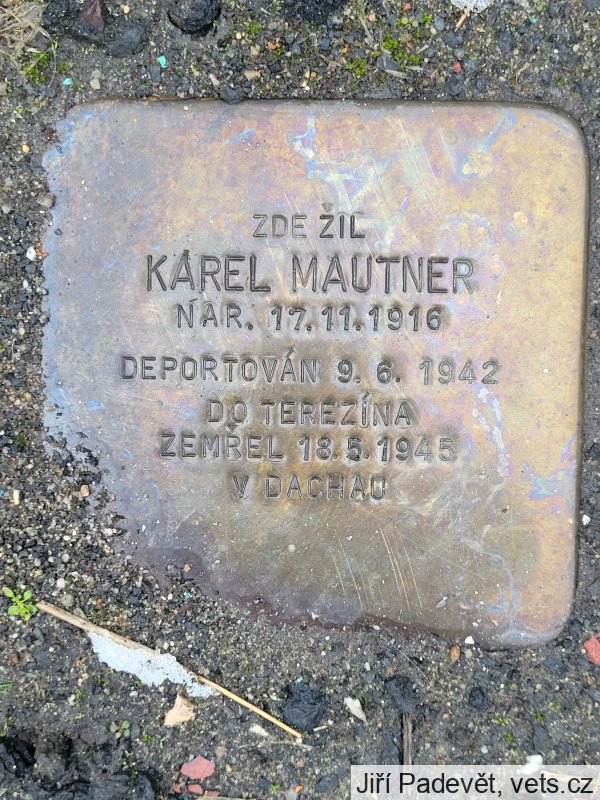 ZDE ŽIL
KAREL MAUTNER
NAR. 17.11.1916
DEPORTOVÁN 9. 6. 1942
DO TEREZÍNA
ZEMŘEL 18.5.1945
V DACHAU
Jiří Padevět, vets.cz